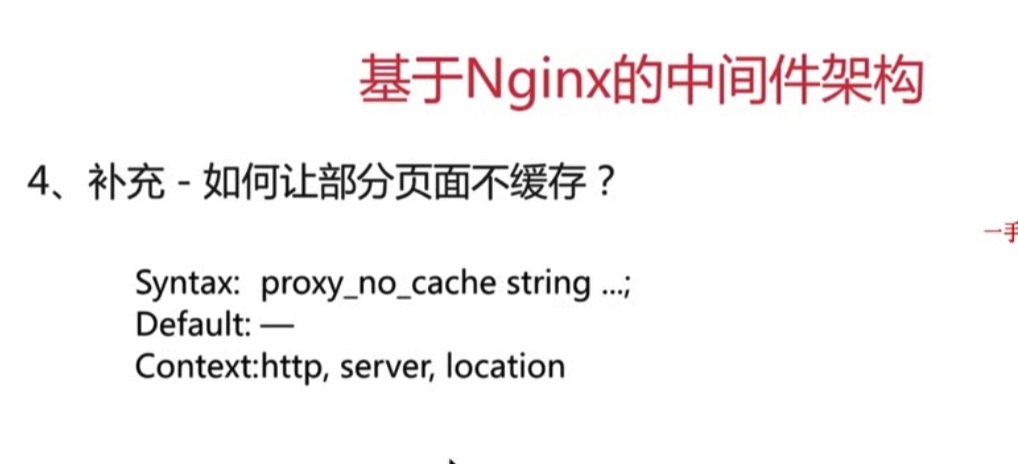 基于Nginx的中间件架构
4、补充 - 如何让部分页面不缓存？
一手
Syntax:  proxy_no_cache string ...;
Default: —
Context:http, server, location